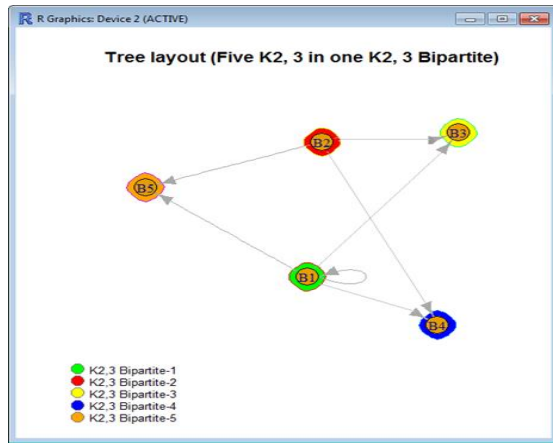 R Graphics: Device 2 (ACTIVE)
Tree layout (Five K2, 3 in one K2, 3 Bipartite)
B3
B2
B5
B1
B4
K2,3 Bipartite-1
K2,3 Bipartite-2
K2,3 Bipartite-3
K2,3 Bipartite-4
K2,3 Bipartite-5